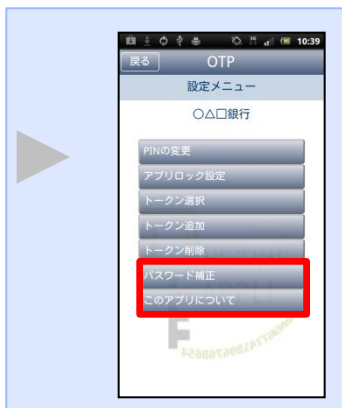 10:39
戻る OTP
設定メニュー
○△□銀行
PINの変更
アプリロック設定
トークン選択
トークン追加
トークン削除
パスワード補正
このアプリについて